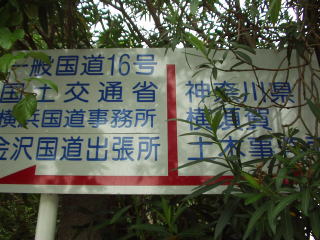 一般国道16号
国土交通省
横浜国道事務所
金沢国道出張所
神奈川県
横須賀
土木事務